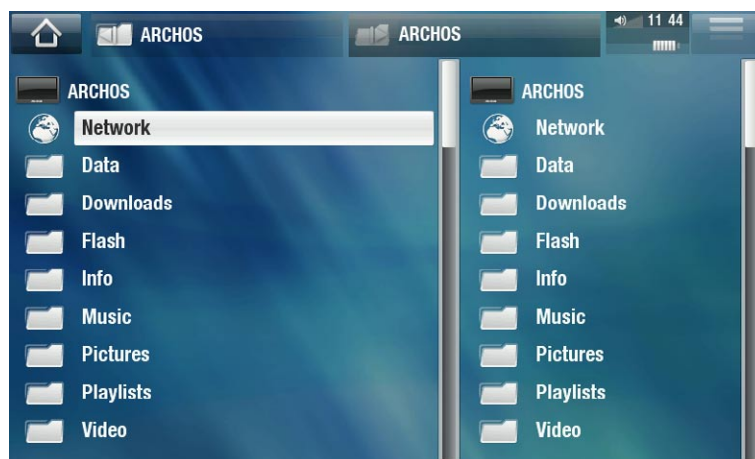 ARCHOS
ARCHOS
11 44
ARCHOS
Network
Data
Downloads
Flash
Info
Music
Pictures
Playlists
Video
ARCHOS
Network
Data
Downloads
Flash
Info
Music
Pictures
Playlists
Video